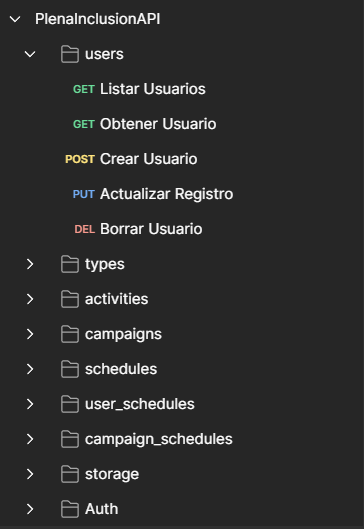 PlenaInclusionAPI
users
GET Listar Usuarios
GET Obtener Usuario
POST Crear Usuario
PUT Actualizar Registro
DEL Borrar Usuario
types
activities
campaigns
schedules
user_schedules
campaign_schedules
storage
Auth